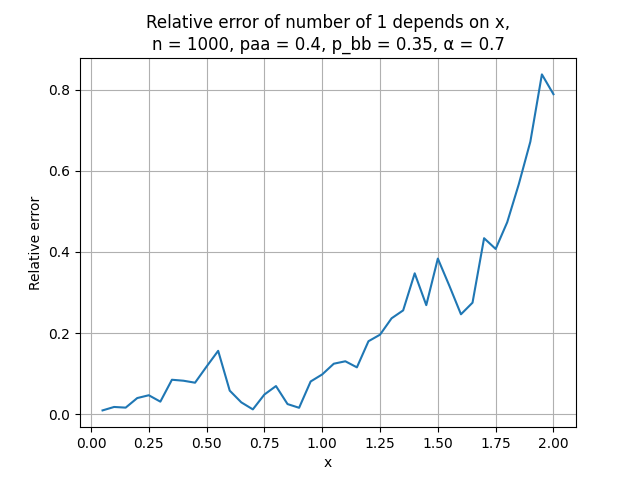 Relative error of number of 1 depends on x,
n = 1000, paa = 0.4, p_bb = 0.35, α = 0.7
0.8
0.6
0.4
0.2
0.0
Relative error
0.00 0.25 0.50 0.75 1.00 1.25 1.50 1.75 2.00
x